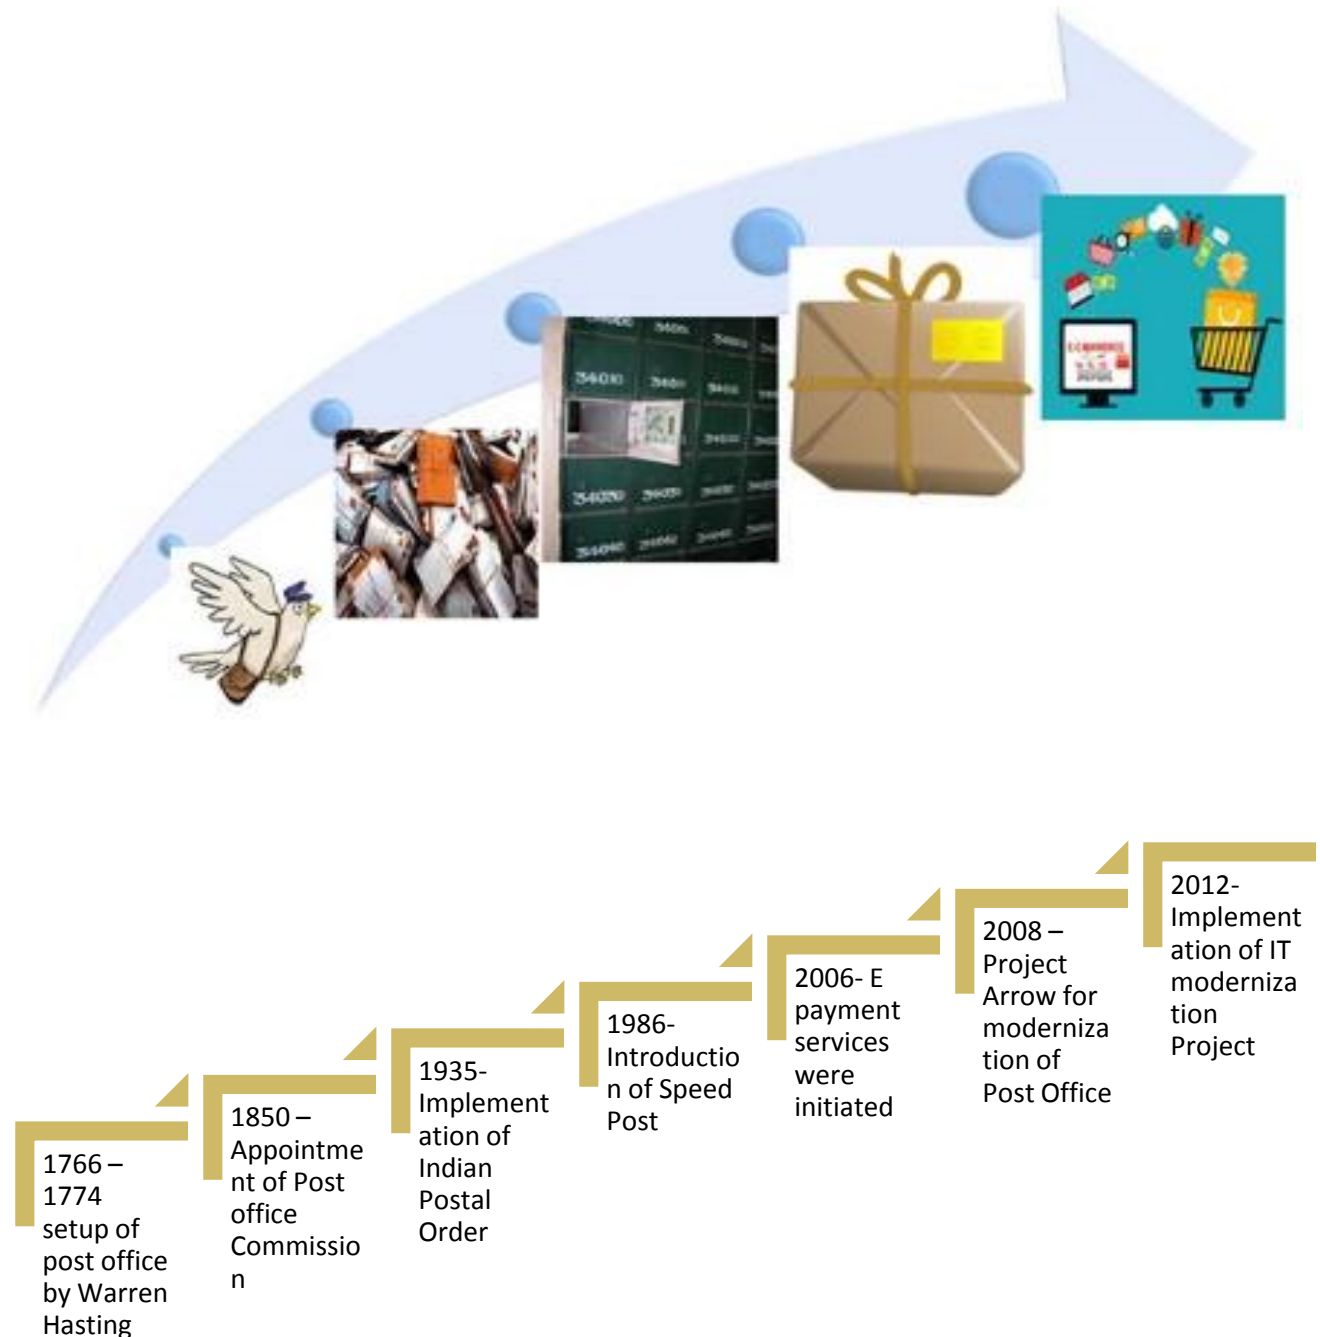 34010
1766 –
1774
setup of
post office
by Warren
Hasting
1850 –
Appointme
nt of Post
office
Commissio
n
1935-
Implement
ation of
Indian
Postal
Order
1986-
Introductio
n of Speed
Post
2006- E
payment
services
were
initiated
2008 –
Project
Arrow for
moderniza
tion of
Post Office
2012-
Implement
ation of IT
moderniza
tion
Project